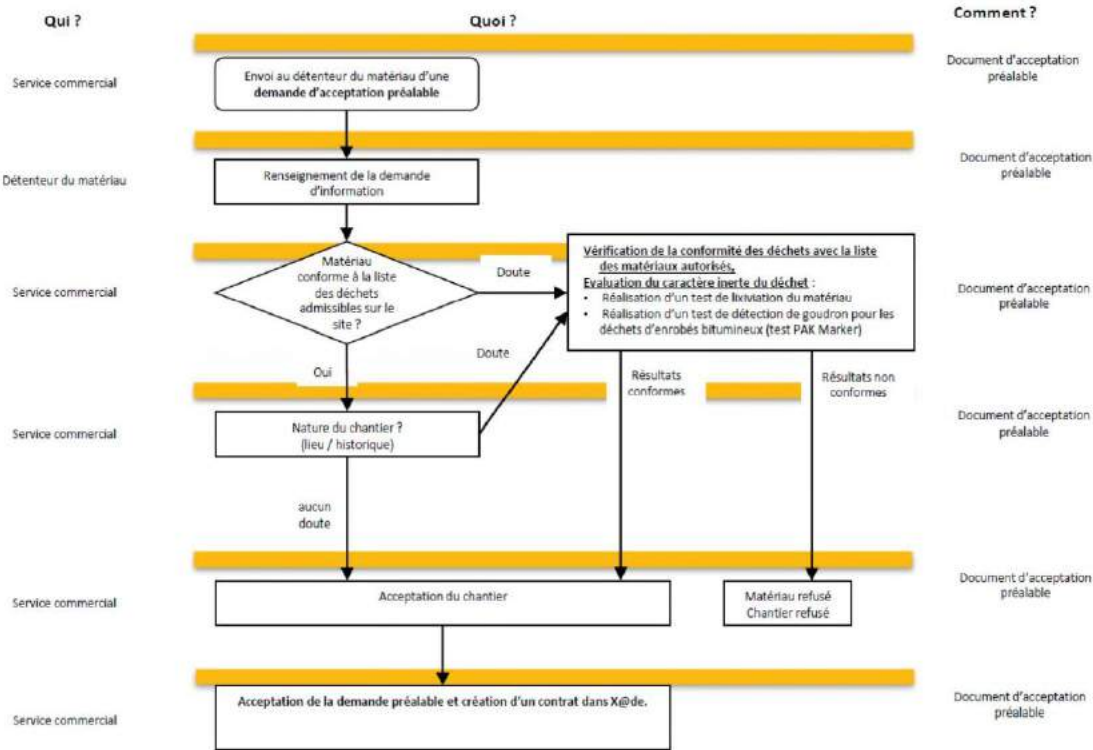 Qui ?
Quoi ?
Comment ?
Service commercial
Envoi au détenteur du matériau d'une
demande d'acceptation préalable
Document d'acceptation
préalable
Détenteur du matériau
Renseignement de la demande
d'information
Document d'acceptation
préalable
Service commercial
Matériau
conforme à la liste
des déchets
admissibles sur le
site ?
Doute
Vérification de la conformité des déchets avec la liste
des matériaux autorisés,
Evaluation du caractère inerte du déchet :
• Réalisation d'un test de lixiviation du matériau
• Réalisation d'un test de détection de goudron pour les
déchets d'enrobés bitumineux (test PAK Marker)
Document d'acceptation
préalable
Oui
Doute
Résultats
conformes
Résultats non
conformes
Service commercial
Nature du chantier ?
(lieu / historique)
Document d'acceptation
préalable
aucun
doute
Service commercial
Acceptation du chantier
Matériau refusé
Chantier refusé
Document d'acceptation
préalable
Service commercial
Acceptation de la demande préalable et création d'un contrat dans X@de.
Document d'acceptation
préalable